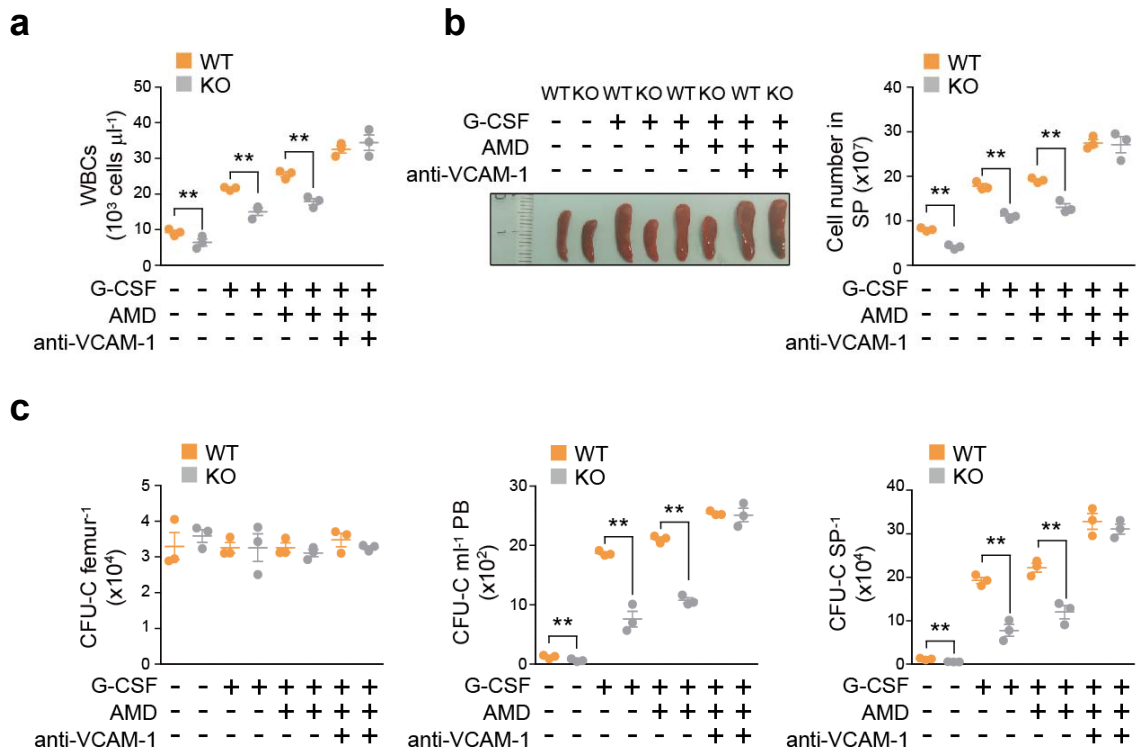 a
WT
KO
50
40
30
20
10
0
WBCs
(10³ cells µl⁻¹)
** ** **
G-CSF - - + + + + + +
AMD - - - - + + + +
anti-VCAM-1 - - - - - - + +
b
WT KO WT KO WT KO WT KO
G-CSF - - + + + + + +
AMD - - - - + + + +
anti-VCAM-1 - - - - - - + +
0 1
WT
KO
40
30
20
10
0
Cell number in
SP (x10⁷)
** ** **
G-CSF - - + + + + + +
AMD - - - - + + + +
anti-VCAM-1 - - - - - - + +
c
WT
KO
5
4
3
2
1
0
CFU-C femur⁻¹
(x10⁴)
G-CSF - - + + + + + +
AMD - - - - + + + +
anti-VCAM-1 - - - - - - + +
WT
KO
30
20
10
0
CFU-C ml⁻¹ PB
(x10²)
** ** **
G-CSF - - + + + + + +
AMD - - - - + + + +
anti-VCAM-1 - - - - - - + +
WT
KO
40
30
20
10
0
CFU-C SP⁻¹
(x10⁴)
** ** **
G-CSF - - + + + + + +
AMD - - - - + + + +
anti-VCAM-1 - - - - - - + +